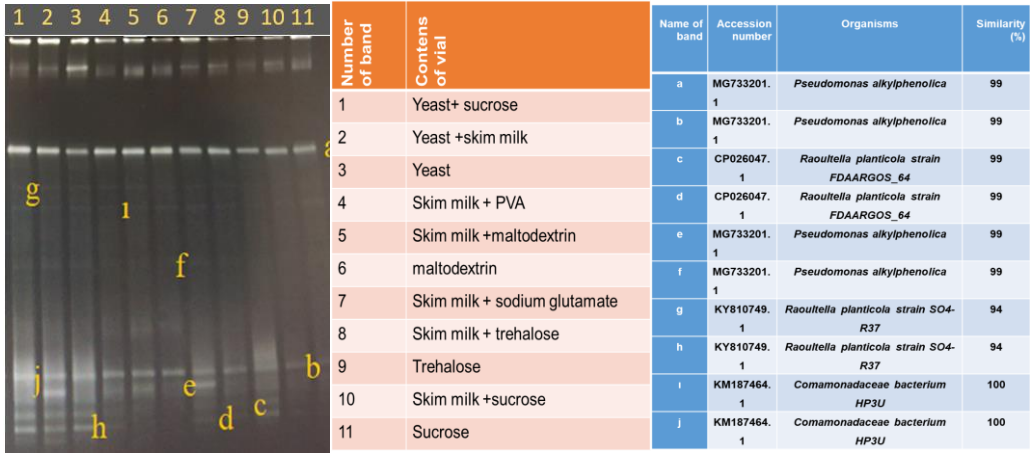 1 2 3 4 5 6 7 8 9 10 11
a
g
ı
f
b
j
e
c
d
h
Number of band
Contens of vial
1 Yeast+ sucrose
2 Yeast +skim milk
3 Yeast
4 Skim milk + PVA
5 Skim milk +maltodextrin
6 maltodextrin
7 Skim milk + sodium glutamate
8 Skim milk + trehalose
9 Trehalose
10 Skim milk +sucrose
11 Sucrose
Name of band Accession number Organisms Similarity (%)
a MG733201.1 Pseudomonas alkylphenolica 99
b MG733201.1 Pseudomonas alkylphenolica 99
c CP026047.1 Raoultella planticola strain FDAARGOS_64 99
d CP026047.1 Raoultella planticola strain FDAARGOS_64 99
e MG733201.1 Pseudomonas alkylphenolica 99
f MG733201.1 Pseudomonas alkylphenolica 99
g KY810749.1 Raoultella planticola strain SO4-R37 94
h KY810749.1 Raoultella planticola strain SO4-R37 94
ı KM187464.1 Comamonadaceae bacterium HP3U 100
j KM187464.1 Comamonadaceae bacterium HP3U 100